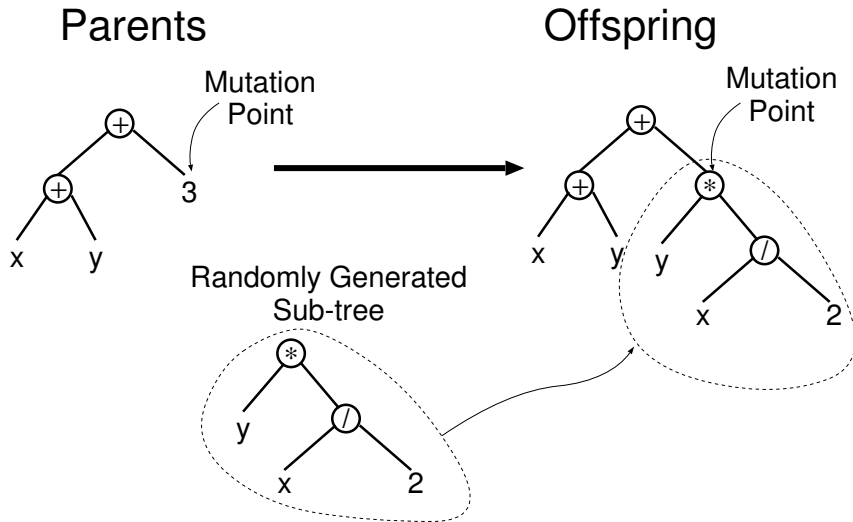 Parents
Offspring
Mutation
Point
Mutation
Point
+
+
3
x
y
+
+
*
x
y
y
/
x
2
Randomly Generated
Sub-tree
*
y
/
x
2